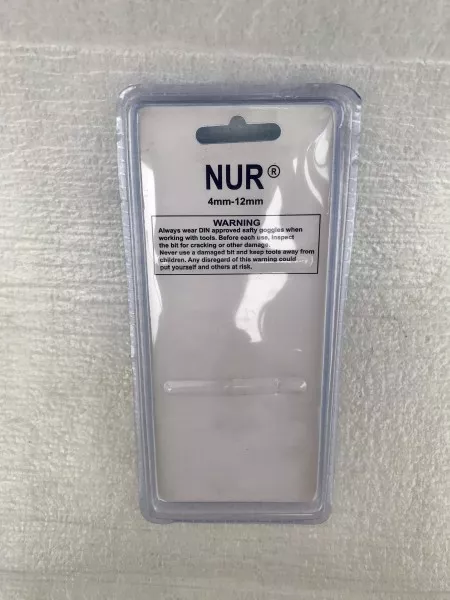 NUR®
4mm-12mm
WARNING
Always wear DIN approved safty goggles when
working with tools. Before each use, inspect
the bit for cracking or other damage.
Never use a damaged bit and keep tools away from
children. Any disregard of this warning could
put yourself and others at risk.